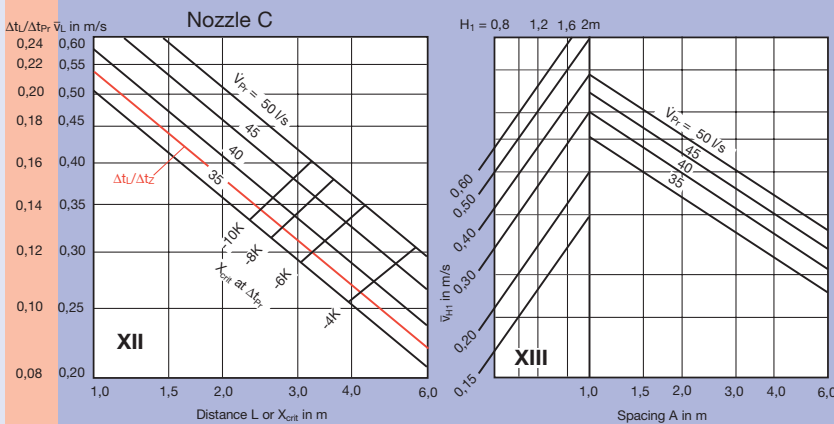 Nozzle C
Δt_L/Δt_Pr v̄_L in m/s
0,24 0,60
0,22 0,55
0,20 0,50
0,45
0,16 0,40
0,14 0,35
0,12 0,30
0,10 0,25
0,08 0,20
V̇_Pr = 50 l/s
45
40
35
Δt_L/Δt_Z
-10K
-8K
-6K
-4K
X_crit at Δt_Pr
XII
1,0 1,5 2,0 3,0 4,0 6,0
Distance L or X_crit in m
H₁ = 0,8 1,2 1,6 2m
V̇_Pr = 50 l/s
45
40
35
0,60
0,50
0,40
0,30
0,20
0,15
v̄_H1 in m/s
XIII
1,0 1,5 2,0 3,0 4,0 6,0
Spacing A in m